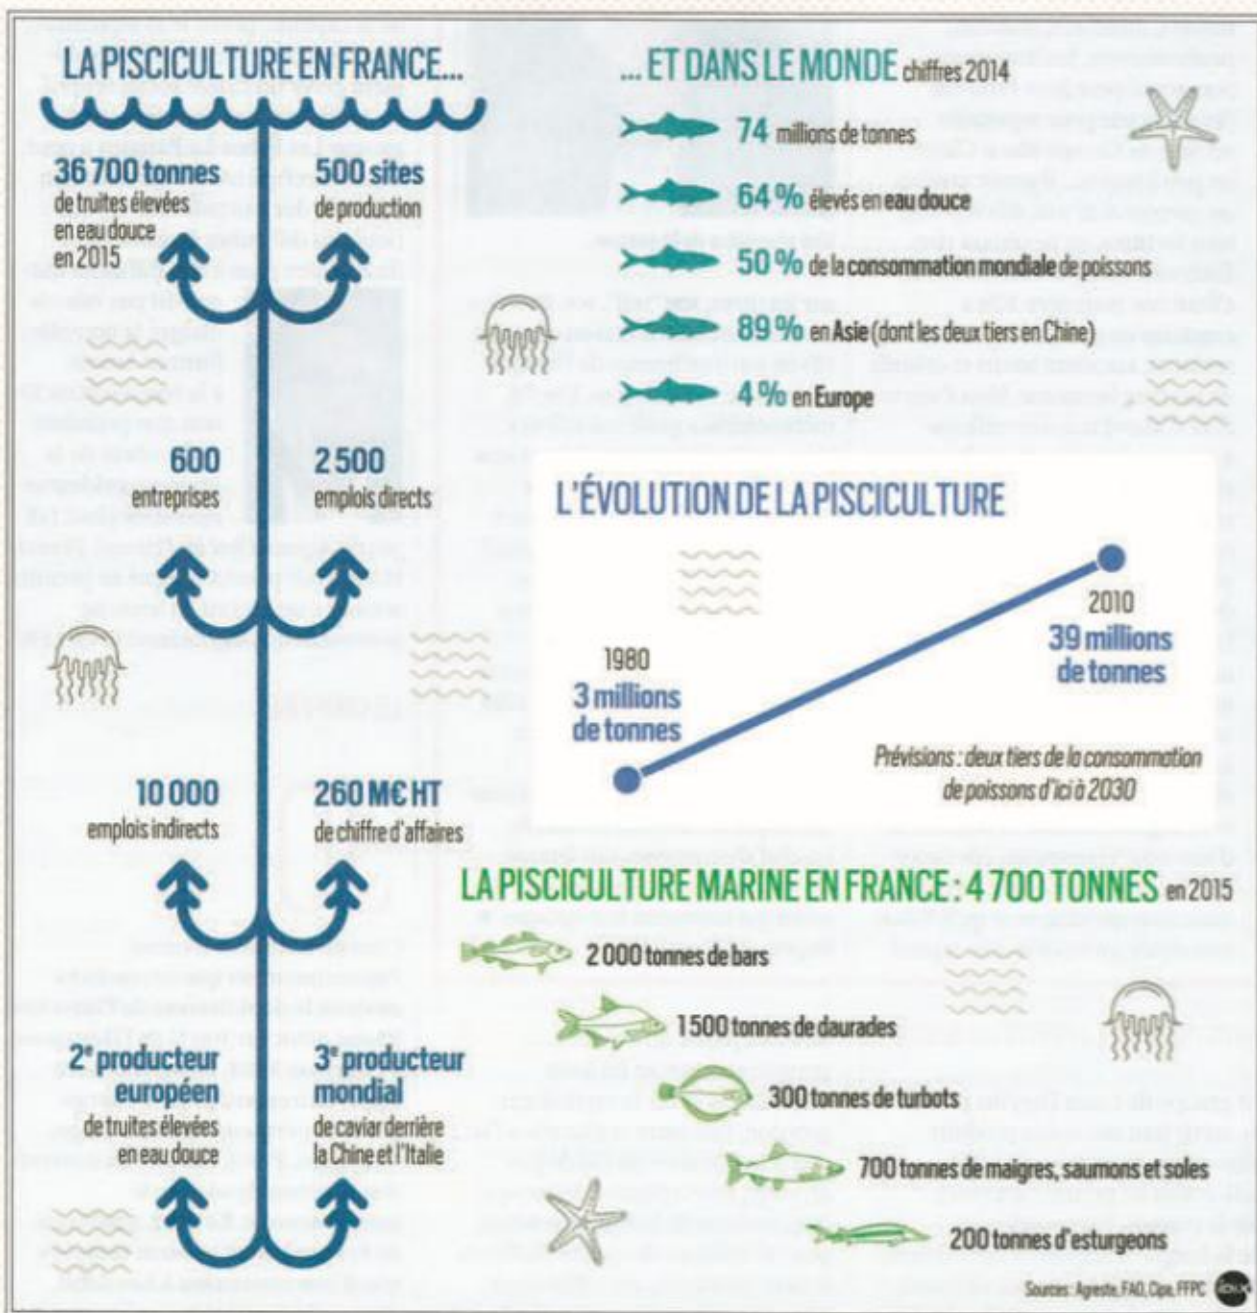 LA PISCICULTURE EN FRANCE...
36 700 tonnes
de truites élevées
en eau douce
en 2015
500 sites
de production
600
entreprises
2 500
emplois directs
10 000
emplois indirects
260 M€ HT
de chiffre d'affaires
2e producteur
européen
de truites élevées
en eau douce
3e producteur
mondial
de caviar derrière
la Chine et l'Italie
... ET DANS LE MONDE chiffres 2014
74 millions de tonnes
64 % élevés en eau douce
50 % de la consommation mondiale de poissons
89 % en Asie (dont les deux tiers en Chine)
4 % en Europe
L'ÉVOLUTION DE LA PISCICULTURE
1980
3 millions
de tonnes
2010
39 millions
de tonnes
Prévisions : deux tiers de la consommation
de poissons d'ici à 2030
LA PISCICULTURE MARINE EN FRANCE : 4 700 TONNES en 2015
2 000 tonnes de bars
1 500 tonnes de daurades
300 tonnes de turbots
700 tonnes de maigres, saumons et soles
200 tonnes d'esturgeons
Sources : Agreste, FAO, Cipa, FFPC